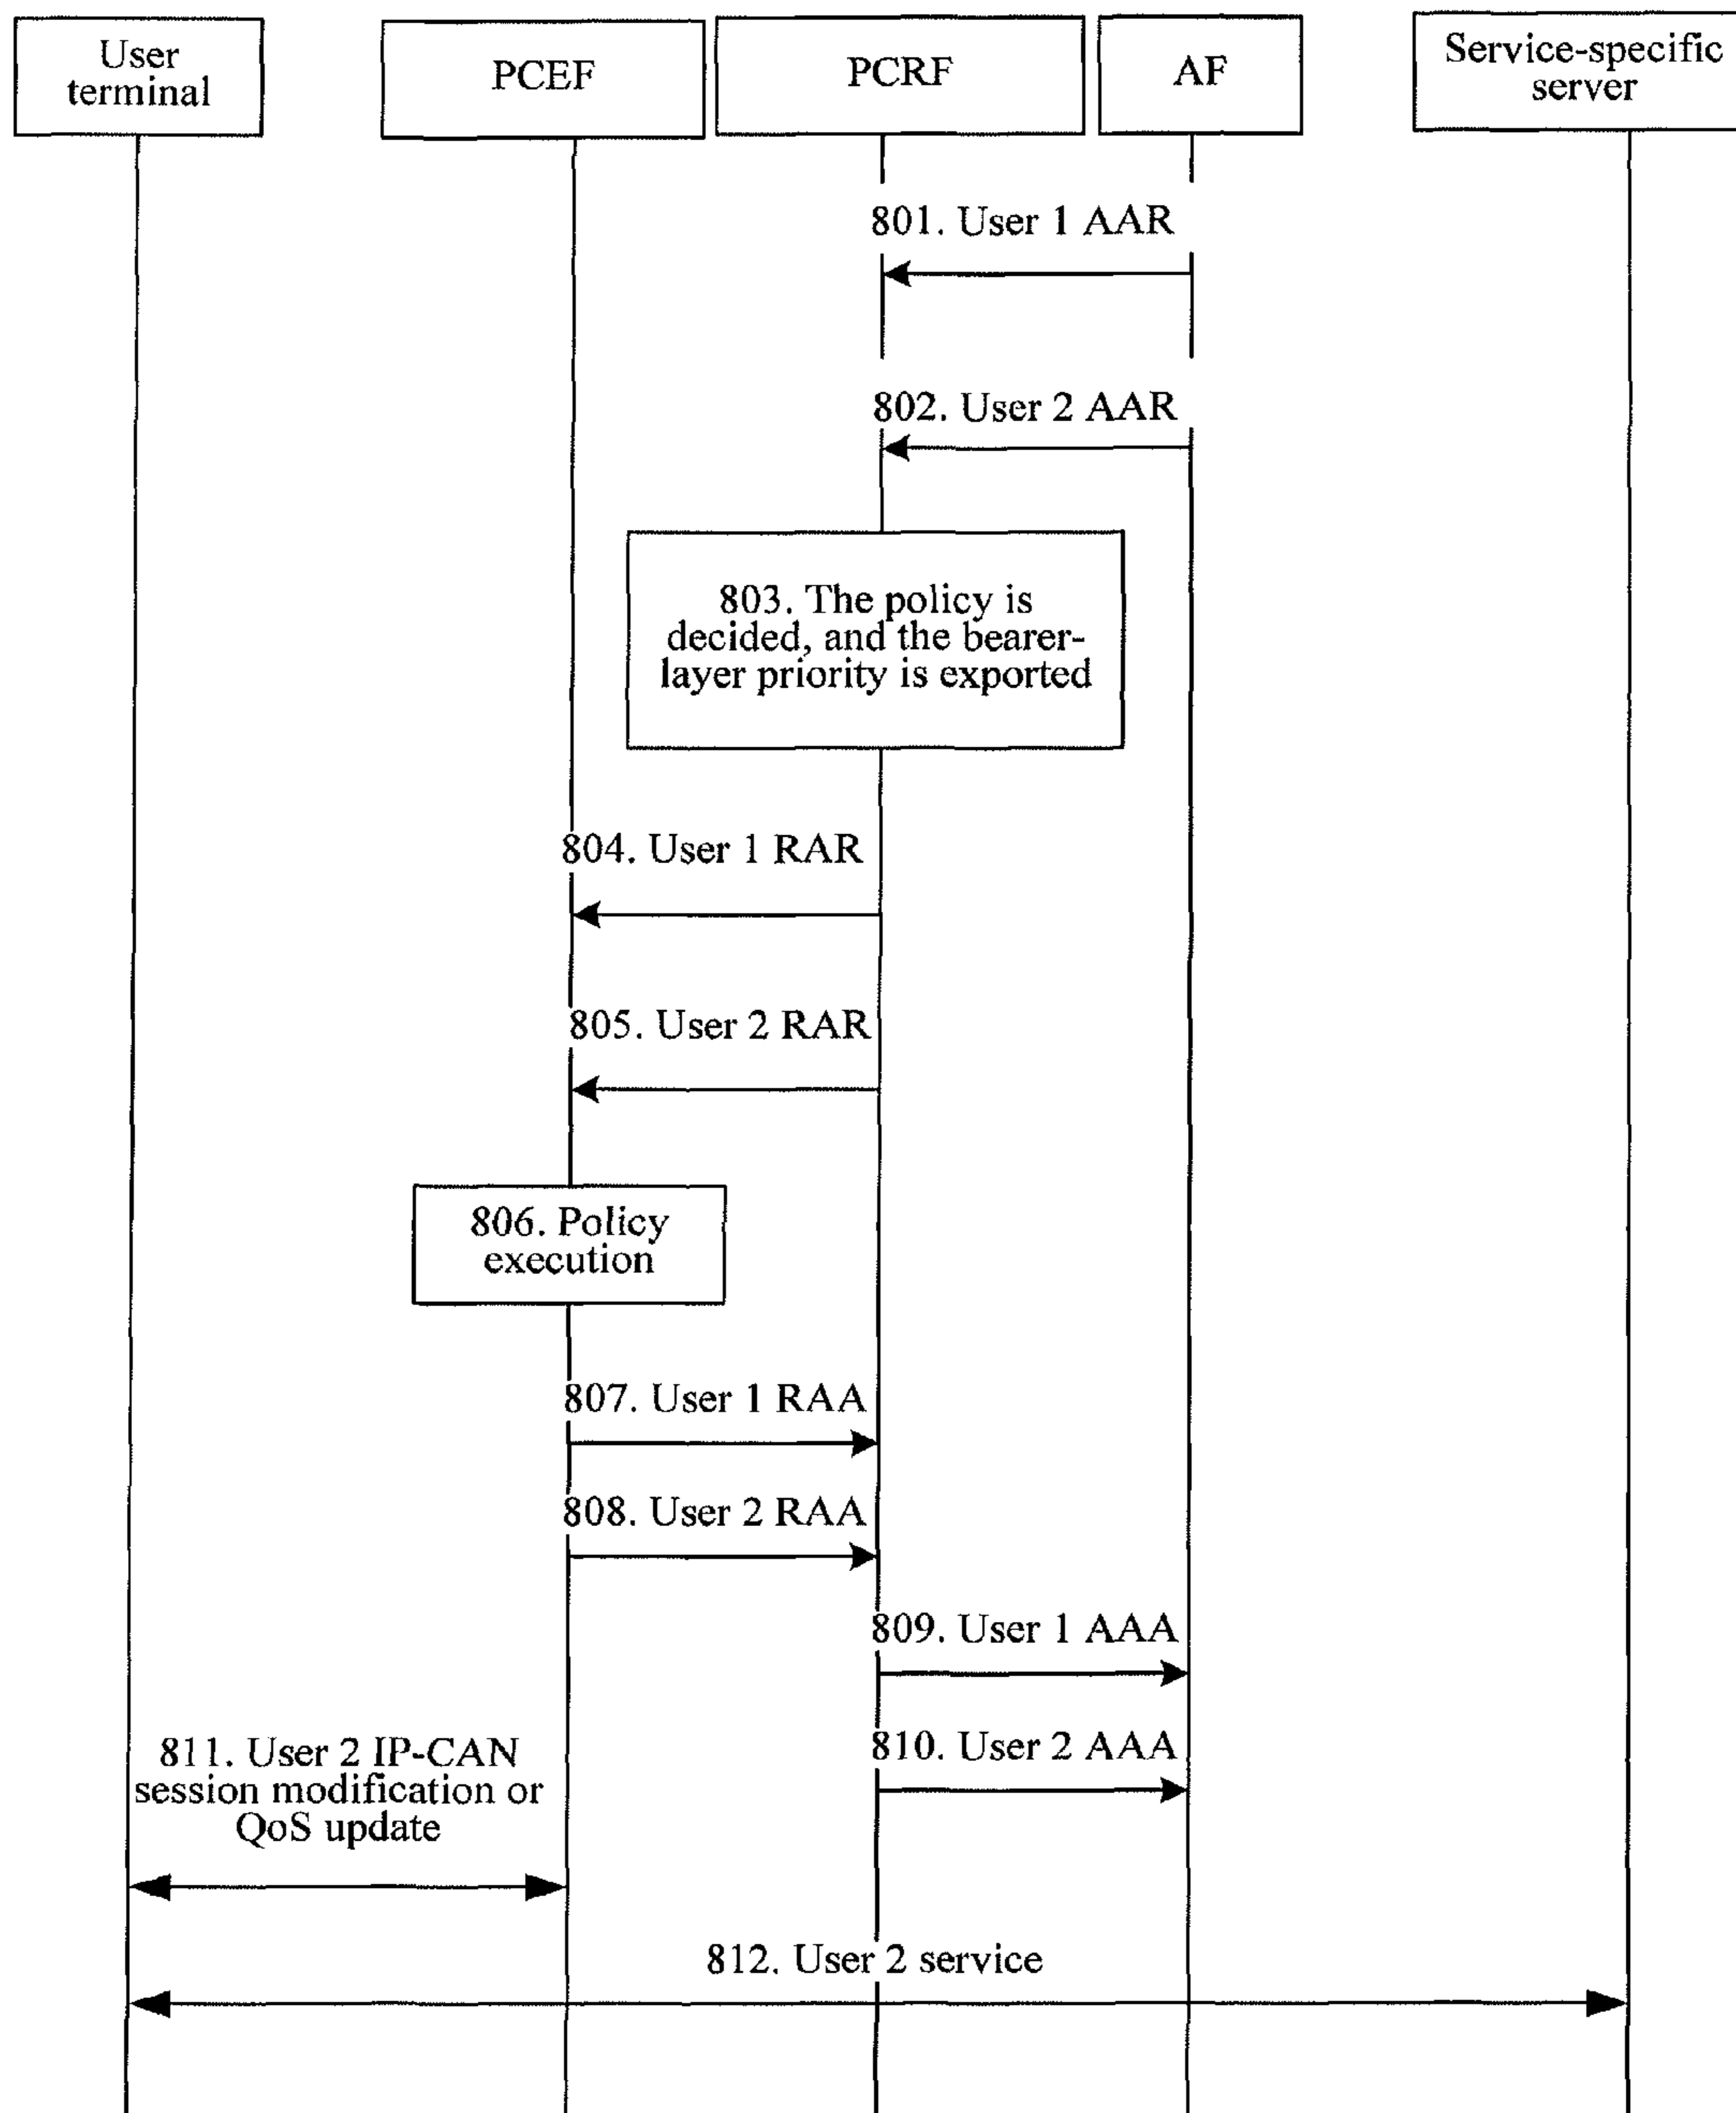 User
terminal
PCEF
PCRF
AF
Service-specific
server
801. User 1 AAR
802. User 2 AAR
803. The policy is
decided, and the bearer-
layer priority is exported
804. User 1 RAR
805. User 2 RAR
806. Policy
execution
807. User 1 RAA
808. User 2 RAA
809. User 1 AAA
810. User 2 AAA
811. User 2 IP-CAN
session modification or
QoS update
812. User 2 service